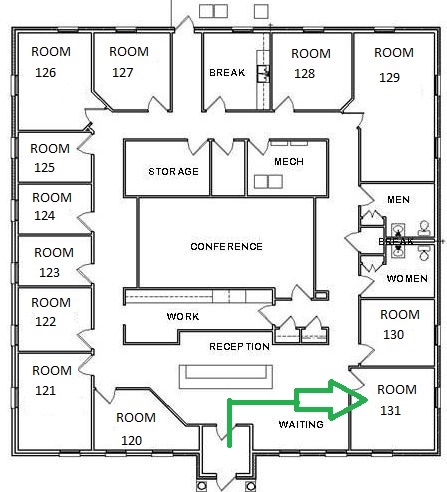 ROOM
126
ROOM
127
BREAK
ROOM
128
ROOM
129
ROOM
125
STORAGE
MECH
ROOM
124
MEN
CONFERENCE
BREAK
ROOM
123
WOMEN
ROOM
122
WORK
ROOM
130
RECEPTION
ROOM
121
ROOM
131
ROOM
120
WAITING